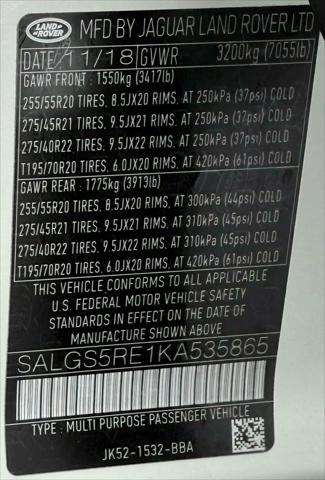 LAND
ROVER
MFD BY JAGUAR LAND ROVER LTD
DATE 11/18 GVWR 3200kg (7055lb)
GAWR FRONT : 1550kg (3417lb)
255/55R20 TIRES, 8.5JX20 RIMS, AT 250kPa (37psi) COLD
275/45R21 TIRES, 9.5JX21 RIMS, AT 250kPa (37psi) COLD
275/40R22 TIRES, 9.5JX22 RIMS, AT 250kPa (37psi) COLD
T195/70R20 TIRES, 6.0JX20 RIMS, AT 420kPa (61psi) COLD
GAWR REAR : 1775kg (3913lb)
255/55R20 TIRES, 8.5JX20 RIMS, AT 300kPa (44psi) COLD
275/45R21 TIRES, 9.5JX21 RIMS, AT 310kPa (45psi) COLD
275/40R22 TIRES, 9.5JX22 RIMS, AT 310kPa (45psi) COLD
T195/70R20 TIRES, 6.0JX20 RIMS, AT 420kPa (61psi) COLD
THIS VEHICLE CONFORMS TO ALL APPLICABLE
U.S. FEDERAL MOTOR VEHICLE SAFETY
STANDARDS IN EFFECT ON THE DATE OF
MANUFACTURE SHOWN ABOVE.
SALGS5RE1KA535865
TYPE : MULTI PURPOSE PASSENGER VEHICLE
JK52-1532-BBA